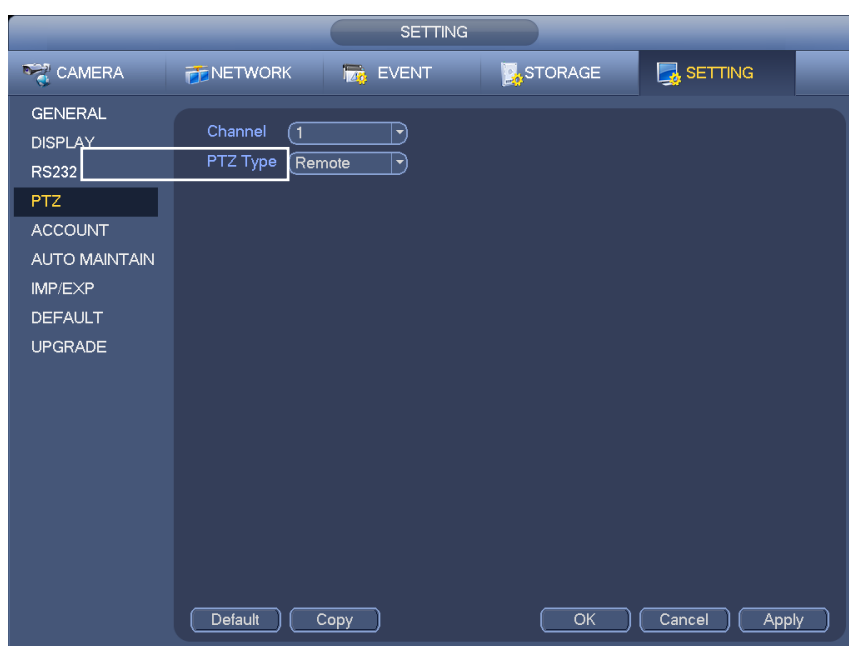 SETTING
CAMERA NETWORK EVENT STORAGE SETTING
GENERAL
DISPLAY
RS232
PTZ
ACCOUNT
AUTO MAINTAIN
IMP/EXP
DEFAULT
UPGRADE
Channel 1
PTZ Type Remote
Default Copy OK Cancel Apply